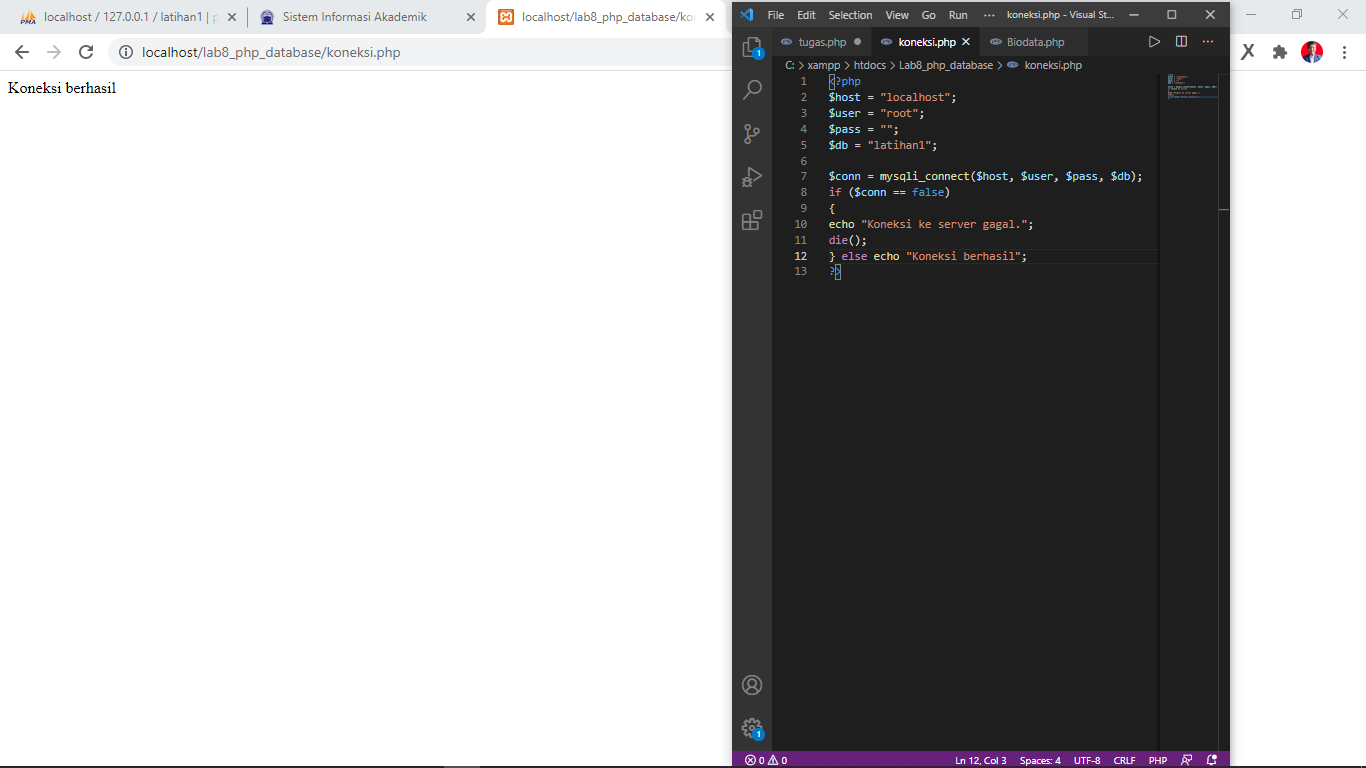 localhost / 127.0.0.1 / latihan1 | p
Sistem Informasi Akademik
localhost/lab8_php_database/ko
localhost/lab8_php_database/koneksi.php
Koneksi berhasil
File Edit Selection View Go Run ··· koneksi.php - Visual St...
tugas.php
koneksi.php
Biodata.php
C: > xampp > htdocs > Lab8_php_database > koneksi.php
1 <?php
2 $host = "localhost";
3 $user = "root";
4 $pass = "";
5 $db = "latihan1";
6
7 $conn = mysqli_connect($host, $user, $pass, $db);
8 if ($conn == false)
9 {
10 echo "Koneksi ke server gagal.";
11 die();
12 } else echo "Koneksi berhasil";
13 ?>
1
1
0 0 Ln 12, Col 3 Spaces: 4 UTF-8 CRLF PHP